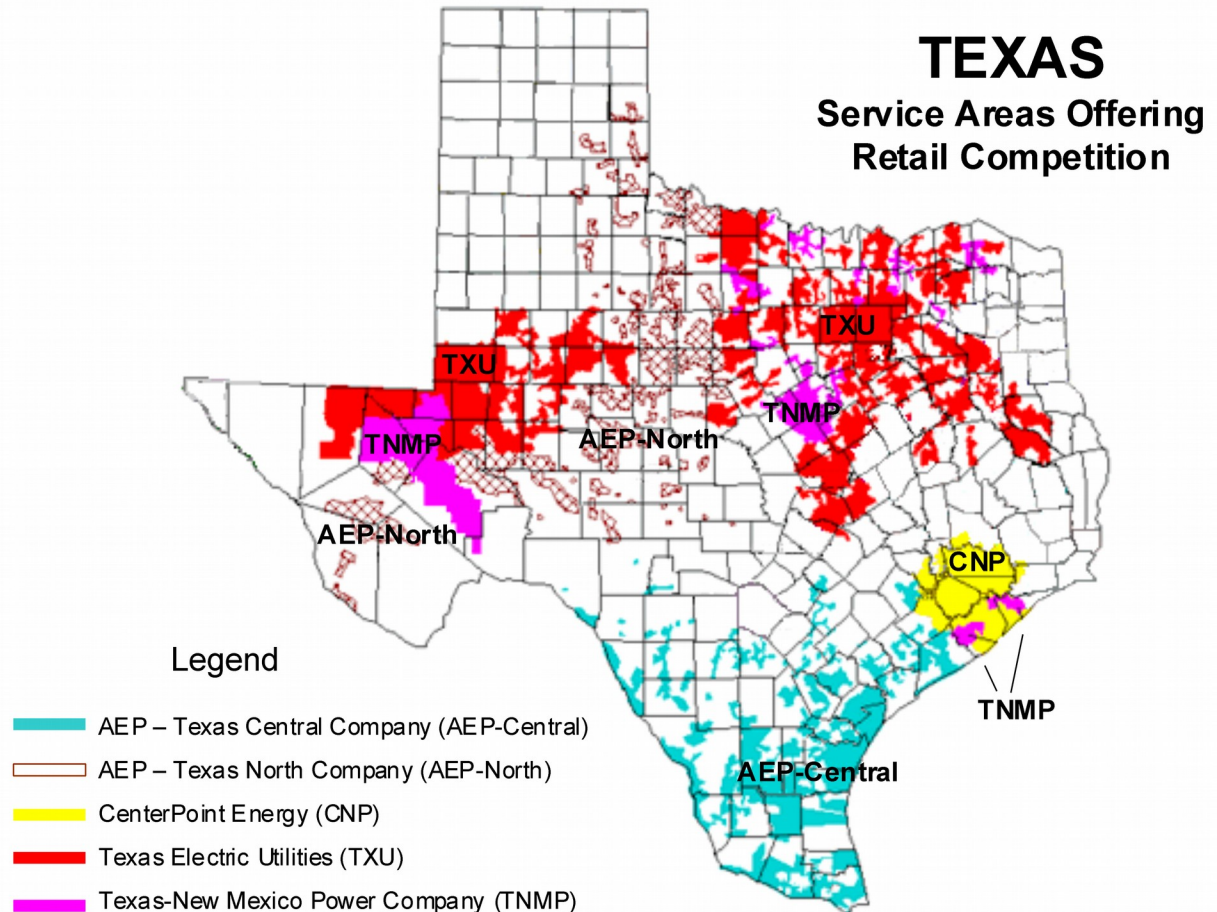 TEXAS
Service Areas Offering
Retail Competition
TXU
TXU
TNMP
TNMP
AEP-North
AEP-North
CNP
TNMP
AEP-Central
Legend
AEP – Texas Central Company (AEP-Central)
AEP – Texas North Company (AEP-North)
CenterPoint Energy (CNP)
Texas Electric Utilities (TXU)
Texas-New Mexico Power Company (TNMP)